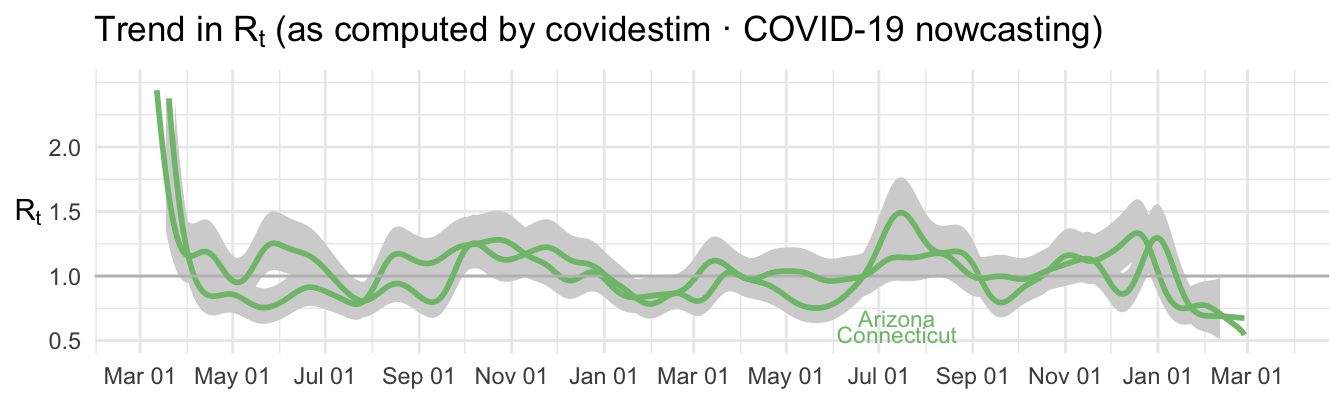 Trend in Rt (as computed by covidestim · COVID-19 nowcasting)
2.0
Rt
1.5
1.0
0.5
Arizona
Connecticut
Mar 01 May 01 Jul 01 Sep 01 Nov 01 Jan 01 Mar 01 May 01 Jul 01 Sep 01 Nov 01 Jan 01 Mar 01